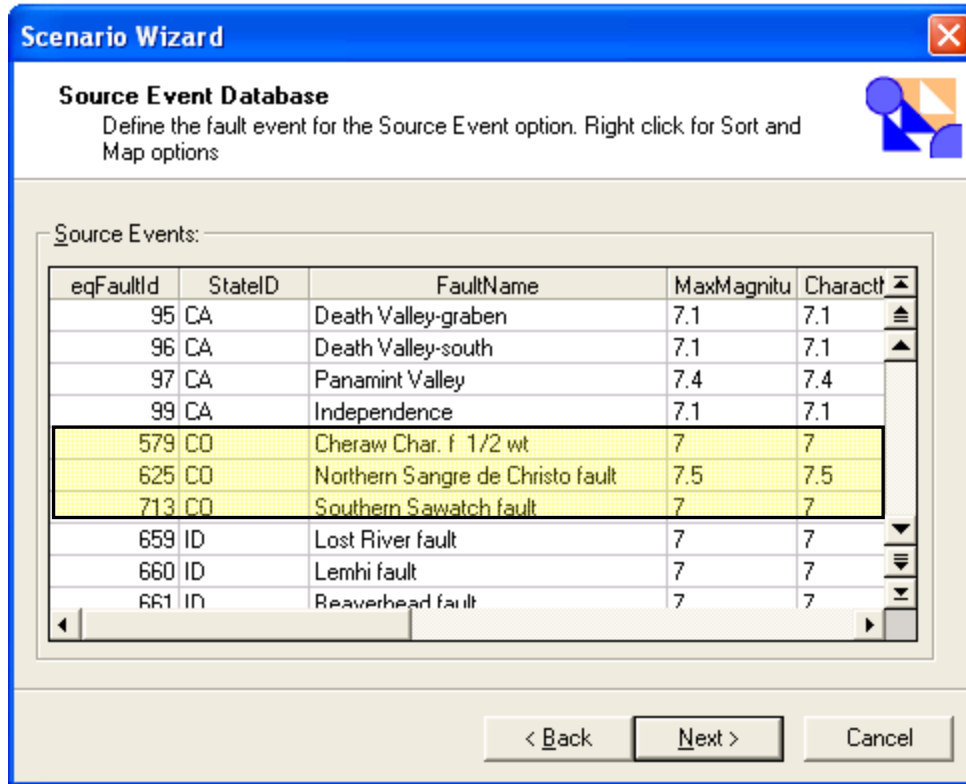 Scenario Wizard
Source Event Database
Define the fault event for the Source Event option. Right click for Sort and
Map options
Source Events:
eqFaultId StateID FaultName MaxMagnitu Characth
95 CA Death Valley-graben 7.1 7.1
96 CA Death Valley-south 7.1 7.1
97 CA Panamint Valley 7.4 7.4
99 CA Independence 7.1 7.1
579 CO Cheraw Char. f 1/2 wt 7 7
625 CO Northern Sangre de Christo fault 7.5 7.5
713 CO Southern Sawatch fault 7 7
659 ID Lost River fault 7 7
660 ID Lemhi fault 7 7
661 ID Beaverhead fault 7 7
< Back Next > Cancel